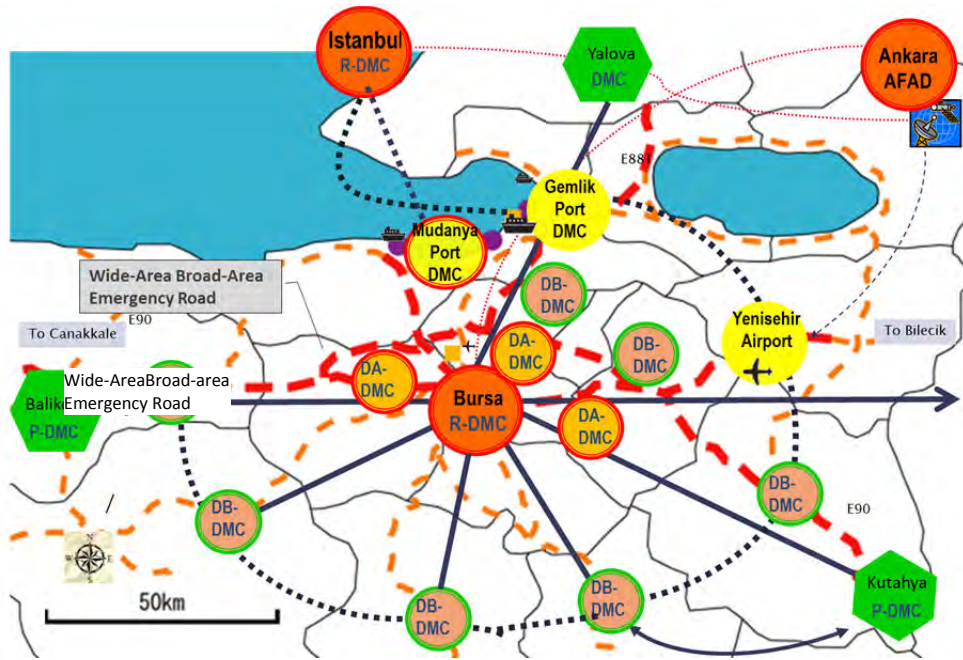 Istanbul
R-DMC
Yalova
DMC
Ankara
AFAD
E881
Gemlik
Port
DMC
Mudanya
Port
DMC
Wide-Area Broad-Area
Emergency Road
E90
To Canakkale
DB-
DMC
Yenisehir
Airport
To Bilecik
DA-
DMC
DB-
DMC
DA-
DMC
Wide-AreaBroad-area
Emergency Road
P-DMC
Bursa
R-DMC
DA-
DMC
DB-
DMC
DB-
DMC
E90
N
W
E
S
50km
DB-
DMC
DB-
DMC
Kutahya
P-DMC